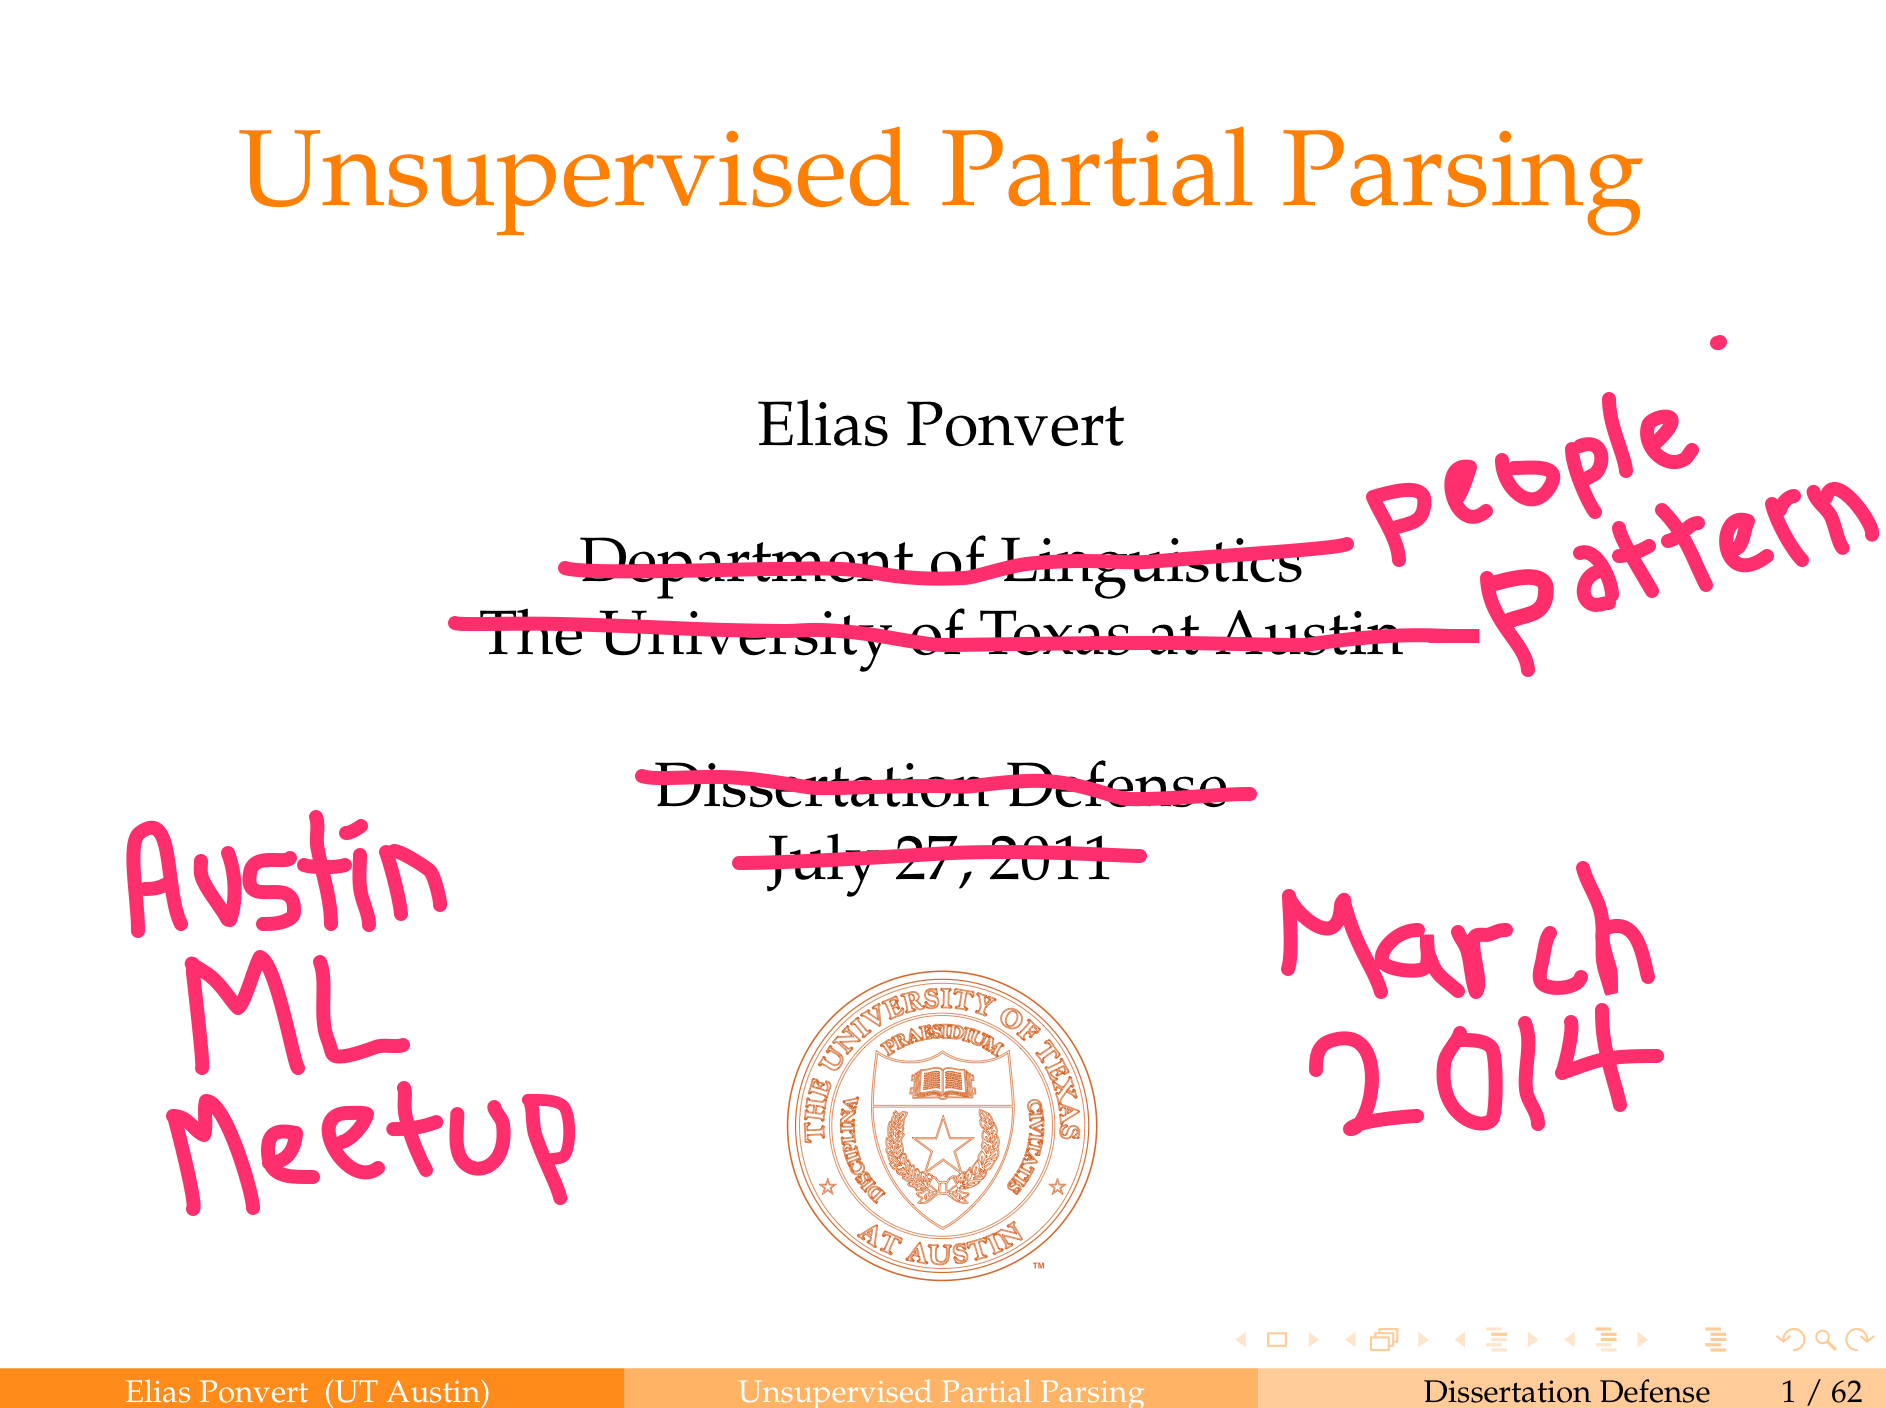 Unsupervised Partial Parsing
Elias Ponvert
Department of Linguistics
The University of Texas at Austin
People
Pattern
Dissertation Defense
July 27, 2011
Austin
ML
Meetup
March
2014
THE UNIVERSITY OF TEXAS
AT AUSTIN
PRAESIDIUM
DISCIPLINA
CIVITATIS
TM
Elias Ponvert (UT Austin)
Unsupervised Partial Parsing
Dissertation Defense
1 / 62